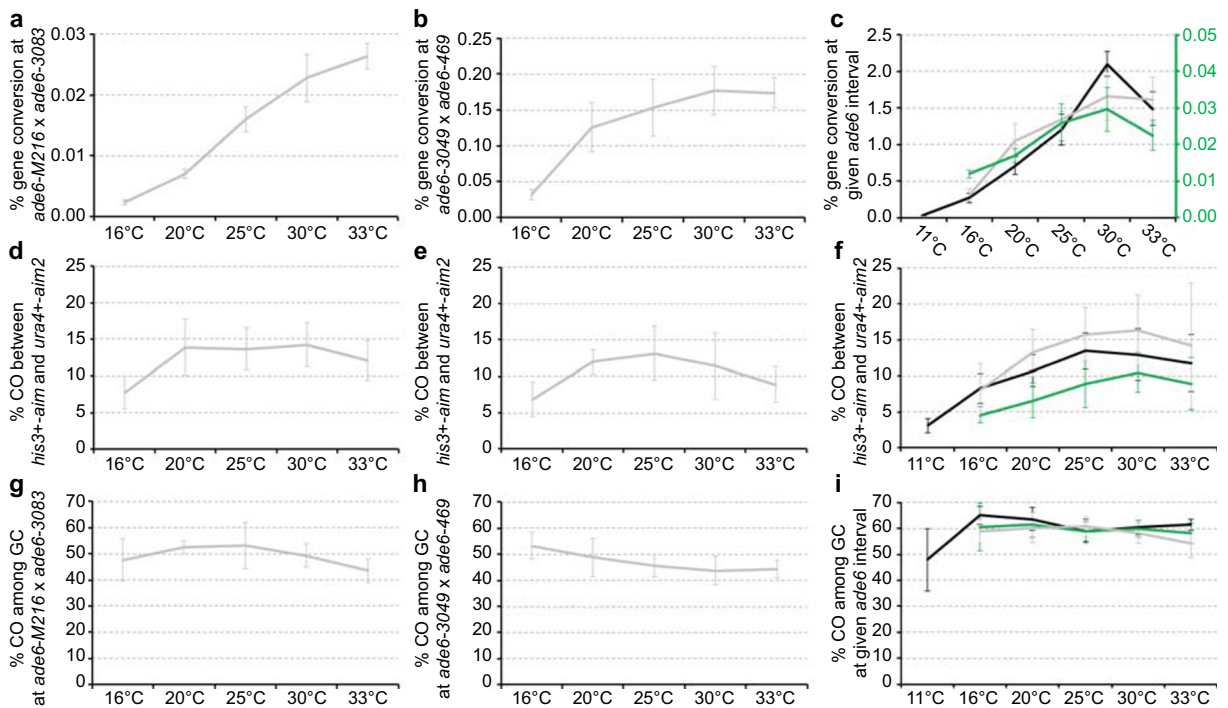 a
% gene conversion at
ade6-M216 x ade6-3083
0.03
0.02
0.01
0.00
16°C 20°C 25°C 30°C 33°C
b
% gene conversion at
ade6-3049 x ade6-469
0.25
0.20
0.15
0.10
0.05
0.00
16°C 20°C 25°C 30°C 33°C
c
% gene conversion at
given ade6 interval
2.5
2.0
1.5
1.0
0.5
0.0
0.05
0.04
0.03
0.02
0.01
0.00
11°C 16°C 20°C 25°C 30°C 33°C
d
% CO between
his3+-aim and ura4+-aim2
25
20
15
10
5
0
16°C 20°C 25°C 30°C 33°C
e
% CO between
his3+-aim and ura4+-aim2
25
20
15
10
5
0
16°C 20°C 25°C 30°C 33°C
f
% CO between
his3+-aim and ura4+-aim2
25
20
15
10
5
0
11°C 16°C 20°C 25°C 30°C 33°C
g
% CO among GC
at ade6-M216 x ade6-3083
70
60
50
40
30
20
10
0
16°C 20°C 25°C 30°C 33°C
h
% CO among GC
at ade6-3049 x ade6-469
70
60
50
40
30
20
10
0
16°C 20°C 25°C 30°C 33°C
i
% CO among GC
at given ade6 interval
70
60
50
40
30
20
10
0
11°C 16°C 20°C 25°C 30°C 33°C